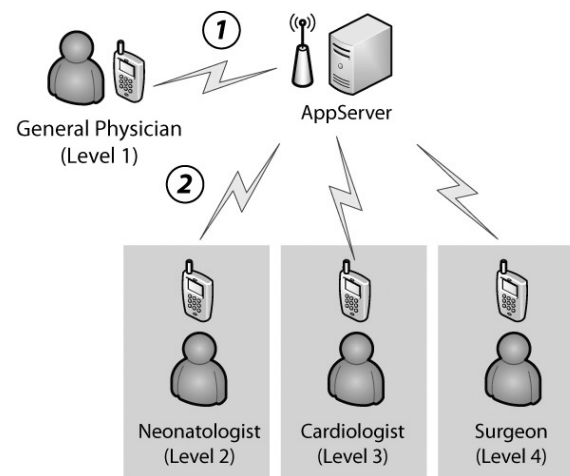 1
AppServer
General Physician
(Level 1)
2
Neonatologist
(Level 2)
Cardiologist
(Level 3)
Surgeon
(Level 4)